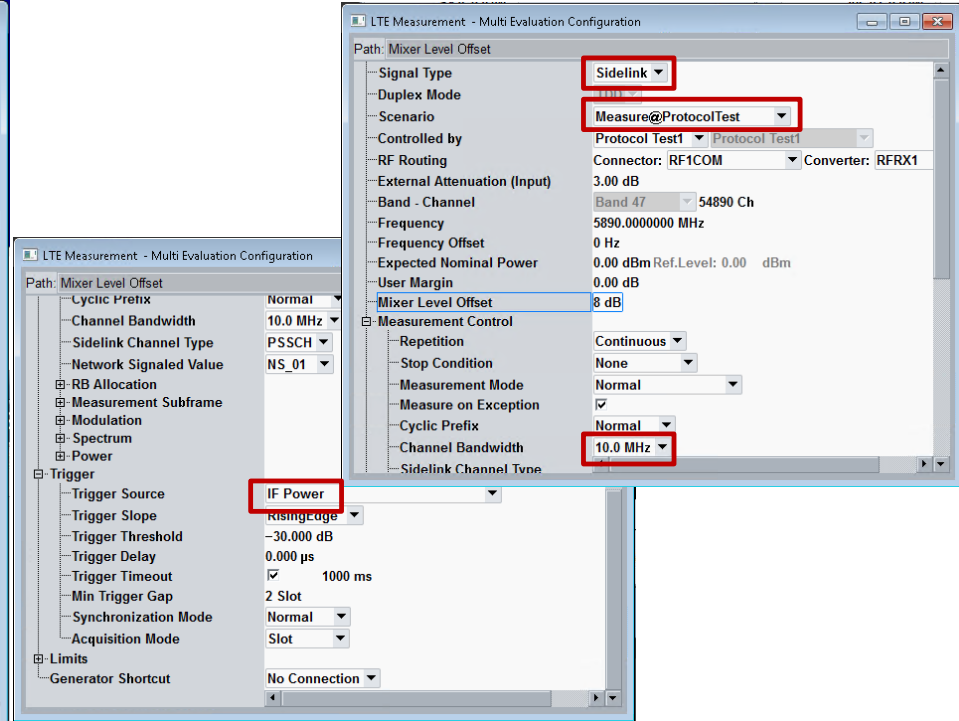 LTE Measurement - Multi Evaluation Configuration
Path: Mixer Level Offset
Signal Type Sidelink
Duplex Mode TDD
Scenario Measure@ProtocolTest
Controlled by Protocol Test1 Protocol Test1
RF Routing Connector: RF1COM Converter: RFRX1
External Attenuation (Input) 3.00 dB
Band - Channel Band 47 54890 Ch
Frequency 5890.0000000 MHz
Frequency Offset 0 Hz
Expected Nominal Power 0.00 dBm Ref.Level: 0.00 dBm
User Margin 0.00 dB
Mixer Level Offset 8 dB
Measurement Control
Repetition Continuous
Stop Condition None
Measurement Mode Normal
Measure on Exception
Cyclic Prefix Normal
Channel Bandwidth 10.0 MHz
Sidelink Channel Type
LTE Measurement - Multi Evaluation Configuration
Path: Mixer Level Offset
Cyclic Prefix Normal
Channel Bandwidth 10.0 MHz
Sidelink Channel Type PSSCH
Network Signaled Value NS_01
RB Allocation
Measurement Subframe
Modulation
Spectrum
Power
Trigger
Trigger Source IF Power
Trigger Slope RisingEdge
Trigger Threshold -30.000 dB
Trigger Delay 0.000 µs
Trigger Timeout 1000 ms
Min Trigger Gap 2 Slot
Synchronization Mode Normal
Acquisition Mode Slot
Limits
Generator Shortcut No Connection